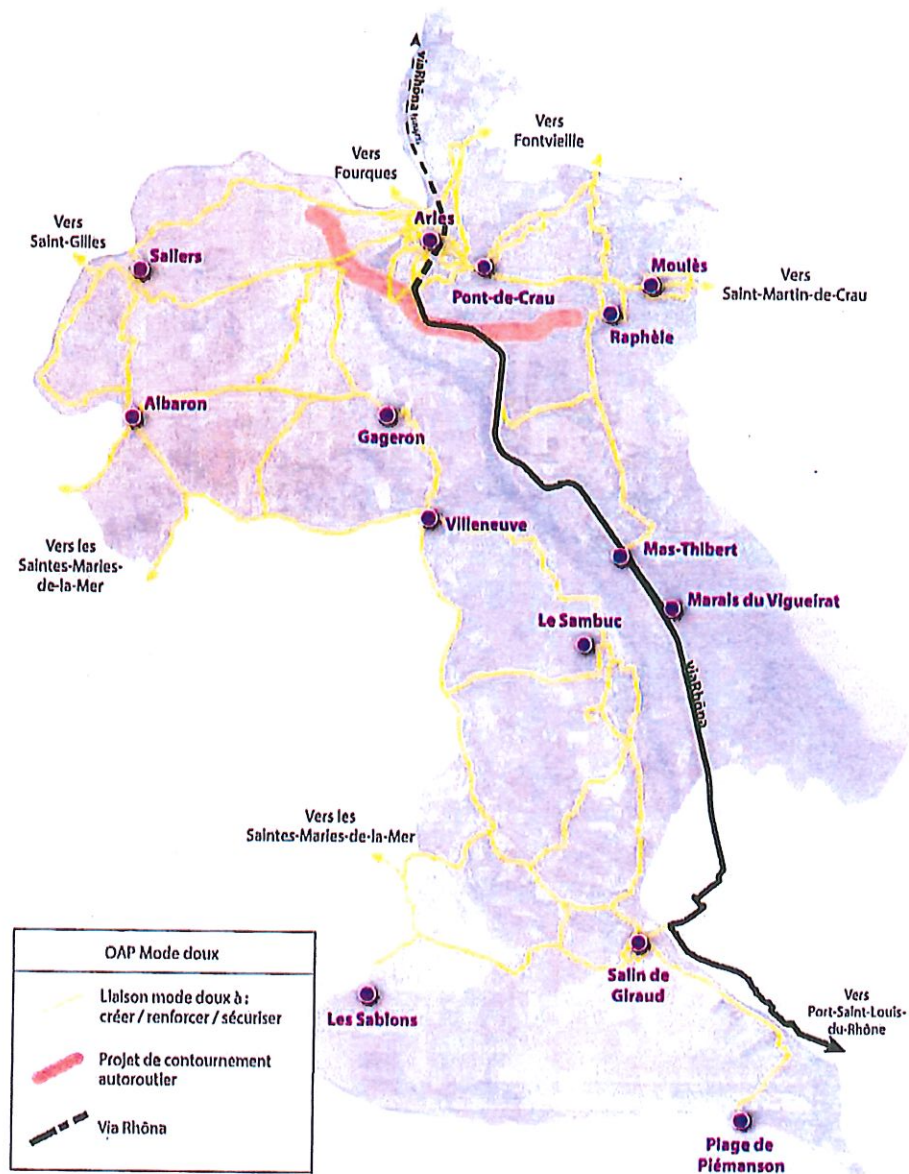 viaRhôna
Vers
Fontvieille
Vers
Fourques
Arles
Vers
Saint-Gilles
Saliers
Pont-de-Crau
Moulès
Vers
Saint-Martin-de-Crau
Raphèle
Albaron
Gageron
Villeneuve
Vers les
Saintes-Maries-
de-la-Mer
Mas-Thibert
Marais du Vigueirat
Le Sambuc
viaRhôna
Vers les
Saintes-Maries-de-la-Mer
Salin de
Giraud
Les Sablons
Vers
Port-Saint-Louis-
du-Rhône
Plage de
Piémanson
OAP Mode doux
Liaison mode doux à :
créer / renforcer / sécuriser
Projet de contournement
autoroutier
Via Rhôna